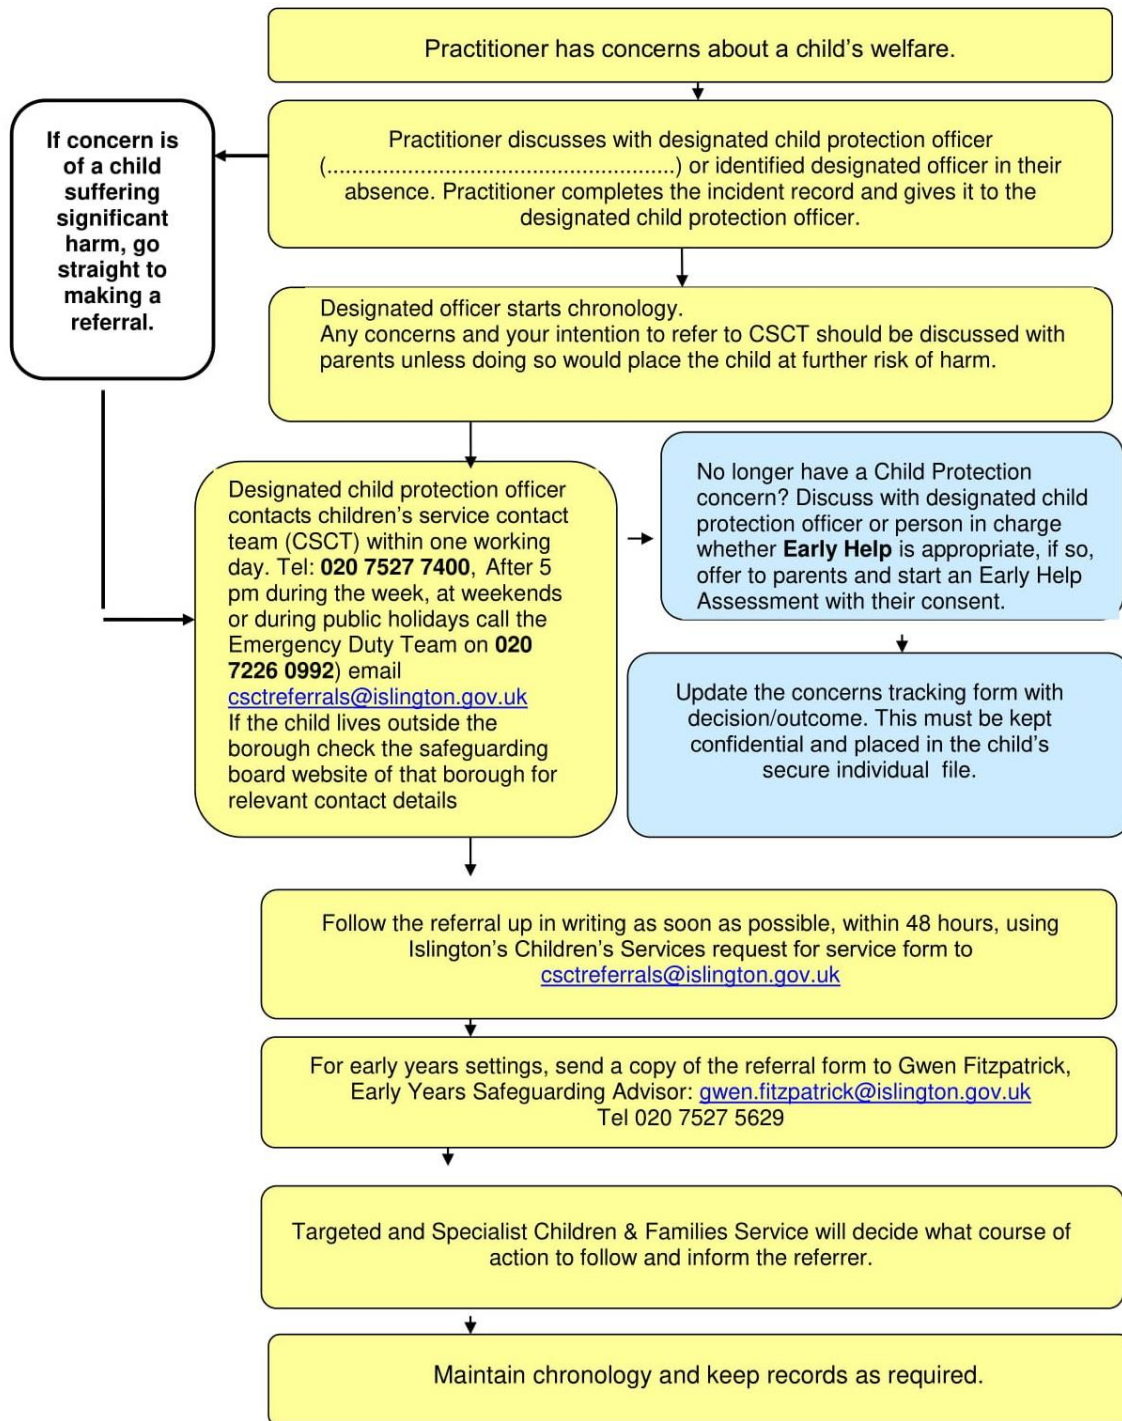 Practitioner has concerns about a child’s welfare.
If concern is
of a child
suffering
significant
harm, go
straight to
making a
referral.
Practitioner discusses with designated child protection officer
(........................................................) or identified designated officer in their
absence. Practitioner completes the incident record and gives it to the
designated child protection officer.
Designated officer starts chronology.
Any concerns and your intention to refer to CSCT should be discussed with
parents unless doing so would place the child at further risk of harm.
Designated child protection officer
contacts children’s service contact
team (CSCT) within one working
day. Tel: 020 7527 7400, After 5
pm during the week, at weekends
or during public holidays call the
Emergency Duty Team on 020
7226 0992) email
csctreferrals@islington.gov.uk
If the child lives outside the
borough check the safeguarding
board website of that borough for
relevant contact details
No longer have a Child Protection
concern? Discuss with designated child
protection officer or person in charge
whether Early Help is appropriate, if so,
offer to parents and start an Early Help
Assessment with their consent.
Update the concerns tracking form with
decision/outcome. This must be kept
confidential and placed in the child’s
secure individual file.
Follow the referral up in writing as soon as possible, within 48 hours, using
Islington’s Children’s Services request for service form to
csctreferrals@islington.gov.uk
For early years settings, send a copy of the referral form to Gwen Fitzpatrick,
Early Years Safeguarding Advisor: gwen.fitzpatrick@islington.gov.uk
Tel 020 7527 5629
Targeted and Specialist Children & Families Service will decide what course of
action to follow and inform the referrer.
Maintain chronology and keep records as required.